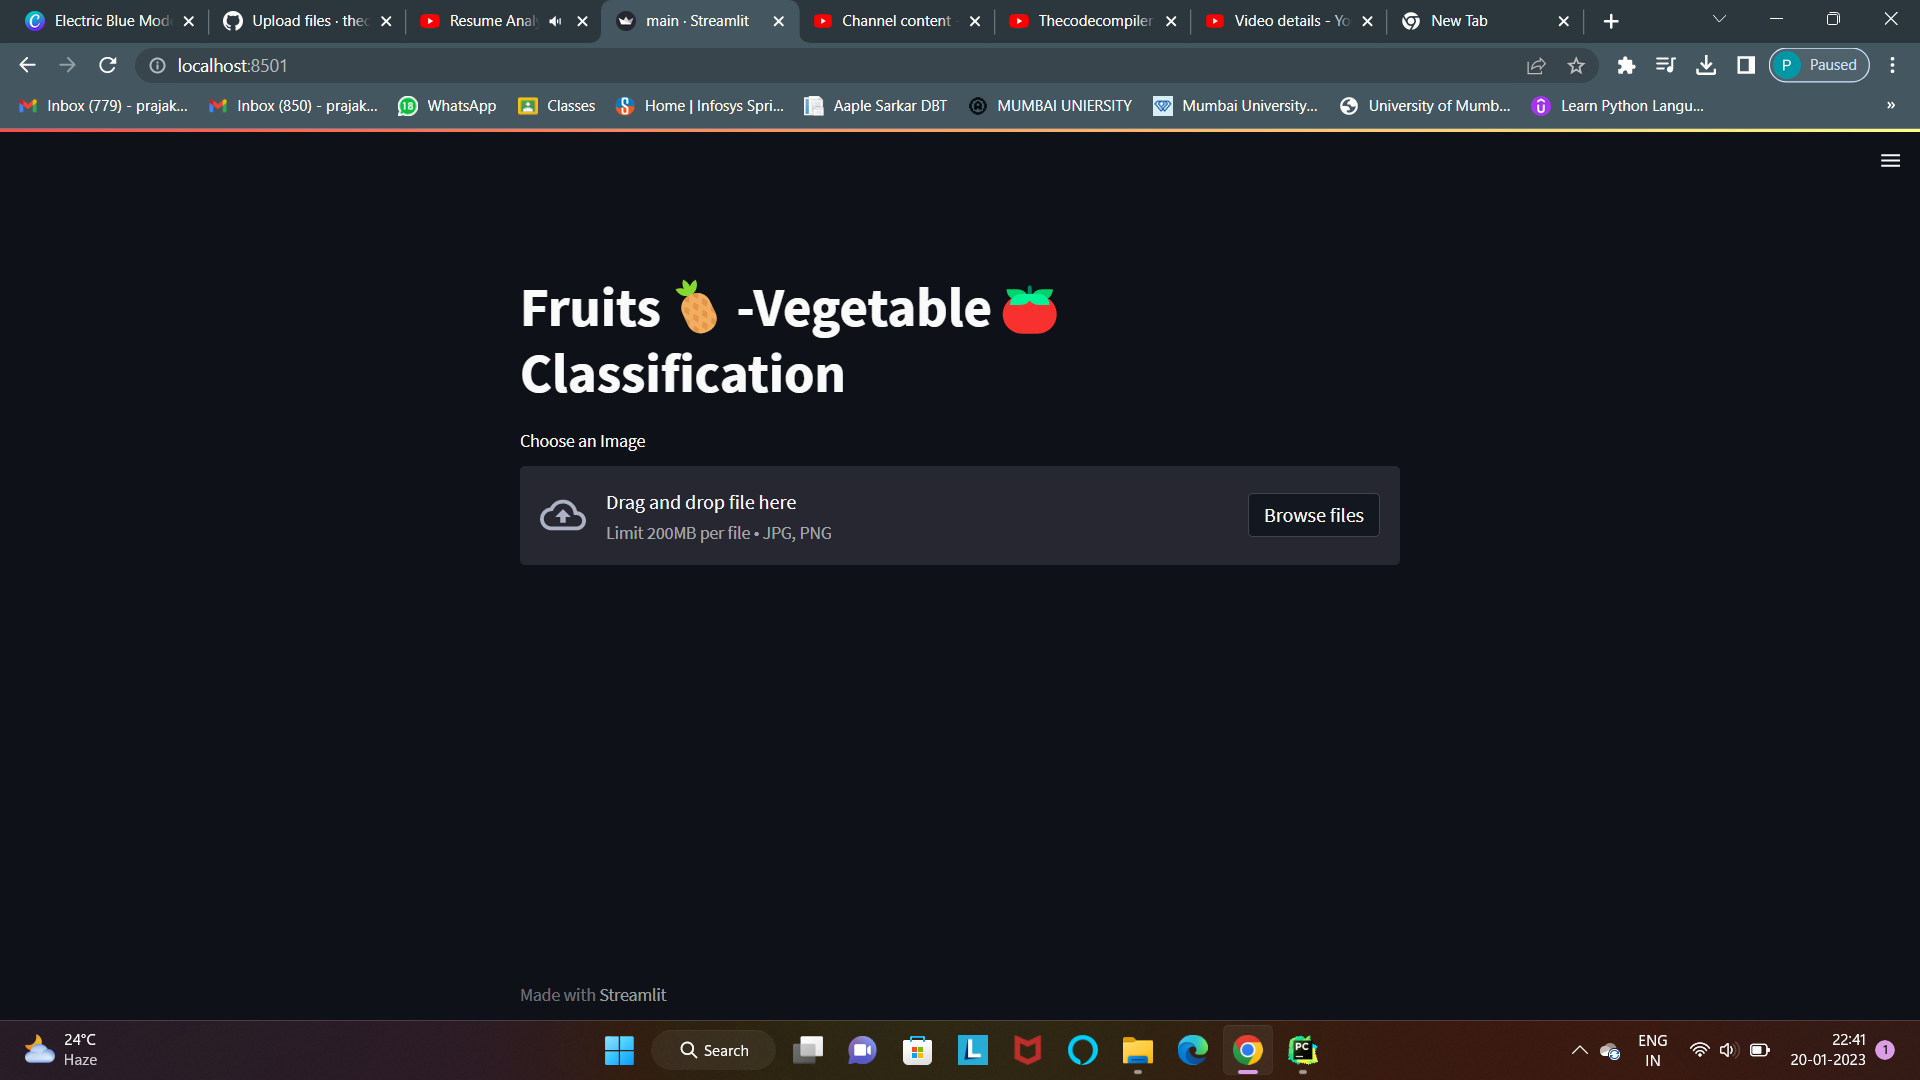 Electric Blue Mod
Upload files · thec
Resume Analy
main · Streamlit
Channel content
Thecodecompiler
Video details - Yo
New Tab
localhost:8501
P Paused
Inbox (779) - prajak...
Inbox (850) - prajak...
18 WhatsApp
Classes
Home | Infosys Spri...
Aaple Sarkar DBT
MUMBAI UNIERSITY
Mumbai University...
University of Mumb...
Learn Python Langu...
»
Fruits 🍍 -Vegetable 🍅
Classification
Choose an Image
Drag and drop file here
Limit 200MB per file • JPG, PNG
Browse files
Made with Streamlit
24°C
Haze
Search
L
PC
ENG
IN
22:41
20-01-2023
1